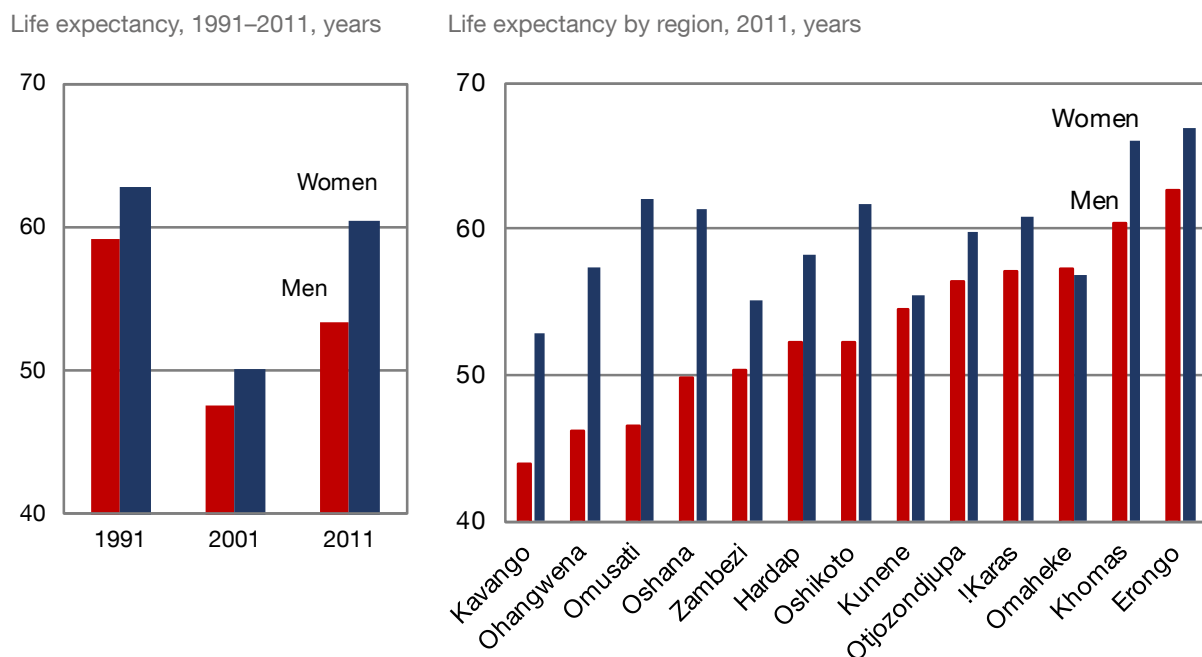 Life expectancy, 1991–2011, years
70
60
50
40
Women
Men
1991 2001 2011
Life expectancy by region, 2011, years
70
60
50
40
Women
Men
Kavango
Ohangwena
Omusati
Oshana
Zambezi
Hardap
Oshikoto
Kunene
Otjozondjupa
!Karas
Omaheke
Khomas
Erongo